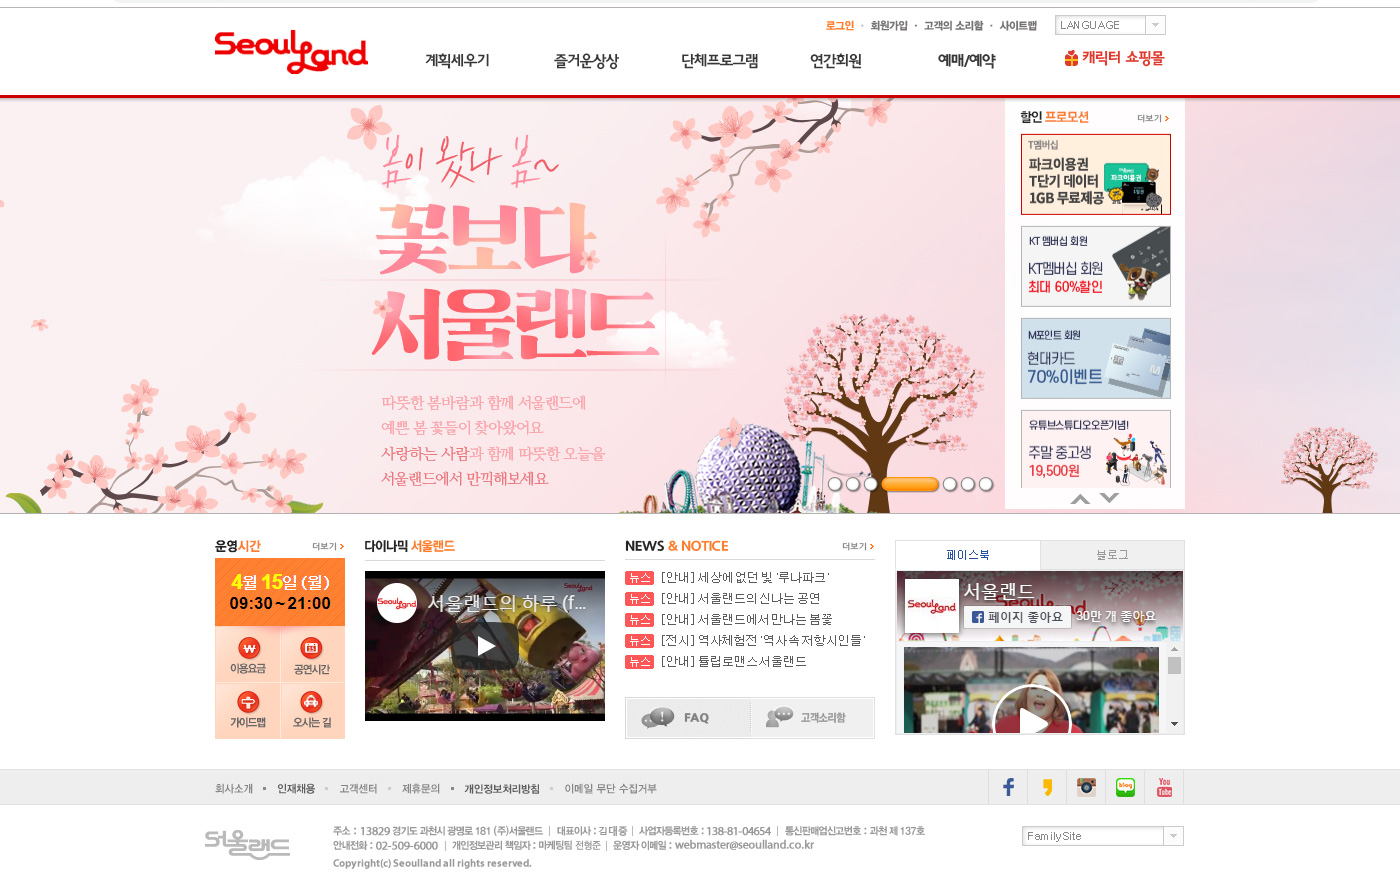 로그인 · 회원가입 · 고객의 소리함 · 사이트맵
LANGUAGE
SeoulLand
계획세우기
즐거운상상
단체프로그램
연간회원
예매/예약
캐릭터 쇼핑몰
봄이 왔나 봄~
꽃보다
서울랜드
따뜻한 봄바람과 함께 서울랜드에
예쁜 봄 꽃들이 찾아왔어요
사랑하는 사람과 함께 따뜻한 오늘을
서울랜드에서 만끽해보세요
할인 프로모션
더보기
T멤버십
파크이용권
T단기 데이터
1GB 무료제공
파크이용권
KT 멤버십 회원
KT멤버십 회원
최대 60%할인
M포인트 회원
현대카드
70%이벤트
유튜브스튜디오오픈기념!
주말 중고생
19,500원
운영시간
더보기
4월 15일 (월)
09:30~21:00
이용요금
공연시간
가이드맵
오시는 길
다이나믹 서울랜드
SeoulLand
서울랜드의 하루 (f...
SeoulLand
NEWS & NOTICE
더보기
뉴스 [안내] 세상에 없던 빛 '루나파크'
뉴스 [안내] 서울랜드의 신나는 공연
뉴스 [안내] 서울랜드에서 만나는 봄꽃
뉴스 [전시] 역사체험전 '역사 속 저항시인들'
뉴스 [안내] 튤립로맨스서울랜드
FAQ
고객소리함
페이스북
블로그
SeoulLand
서울랜드
페이지 좋아요
30만 개 좋아요
회사소개 · 인재채용 · 고객센터 · 제휴문의 · 개인정보처리방침 · 이메일 무단 수집거부
blog
You
Tube
서울랜드
주소 : 13829 경기도 과천시 광명로 181 (주)서울랜드 | 대표이사 : 김대중 | 사업자등록번호 : 138-81-04654 | 통신판매업신고번호 : 과천 제 137호
안내전화 : 02-509-6000 | 개인정보관리 책임자 : 마케팅팀 전형준 | 운영자 이메일 : webmaster@seoulland.co.kr
Copyright(c) Seoulland all rights reserved.
FamilySite